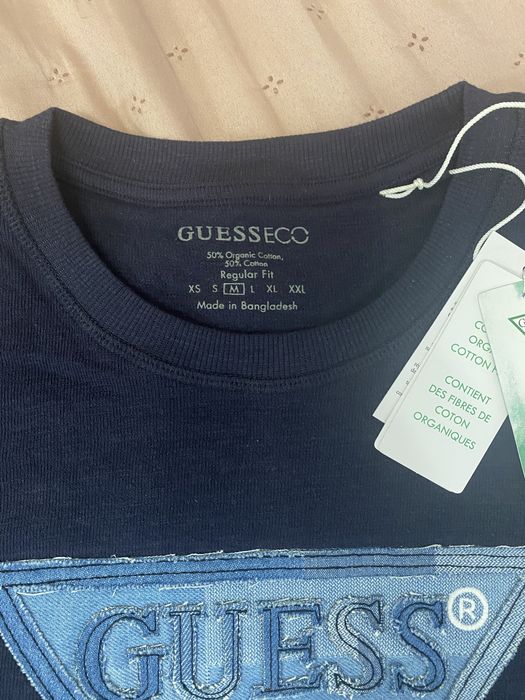 GUESSECO
50% Organic Cotton,
50% Cotton
Regular Fit
XS S M L XL XXL
Made in Bangladesh
COTTON
CONTIENT
DES FIBRES DE
COTON
ORGANIQUES
GUESS®